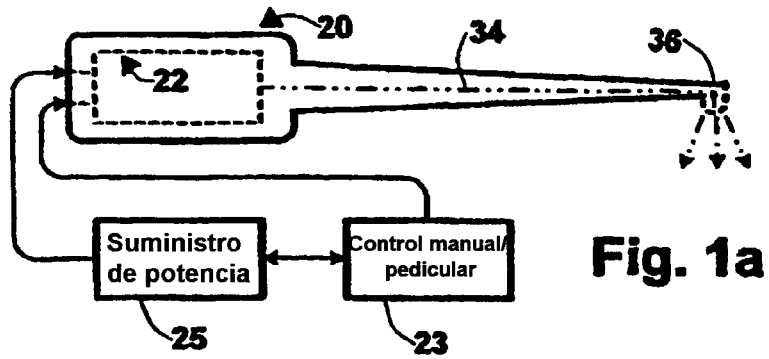 20
34
36
22
Suministro
de potencia
Control manual/
pedicular
Fig. 1a
25
23